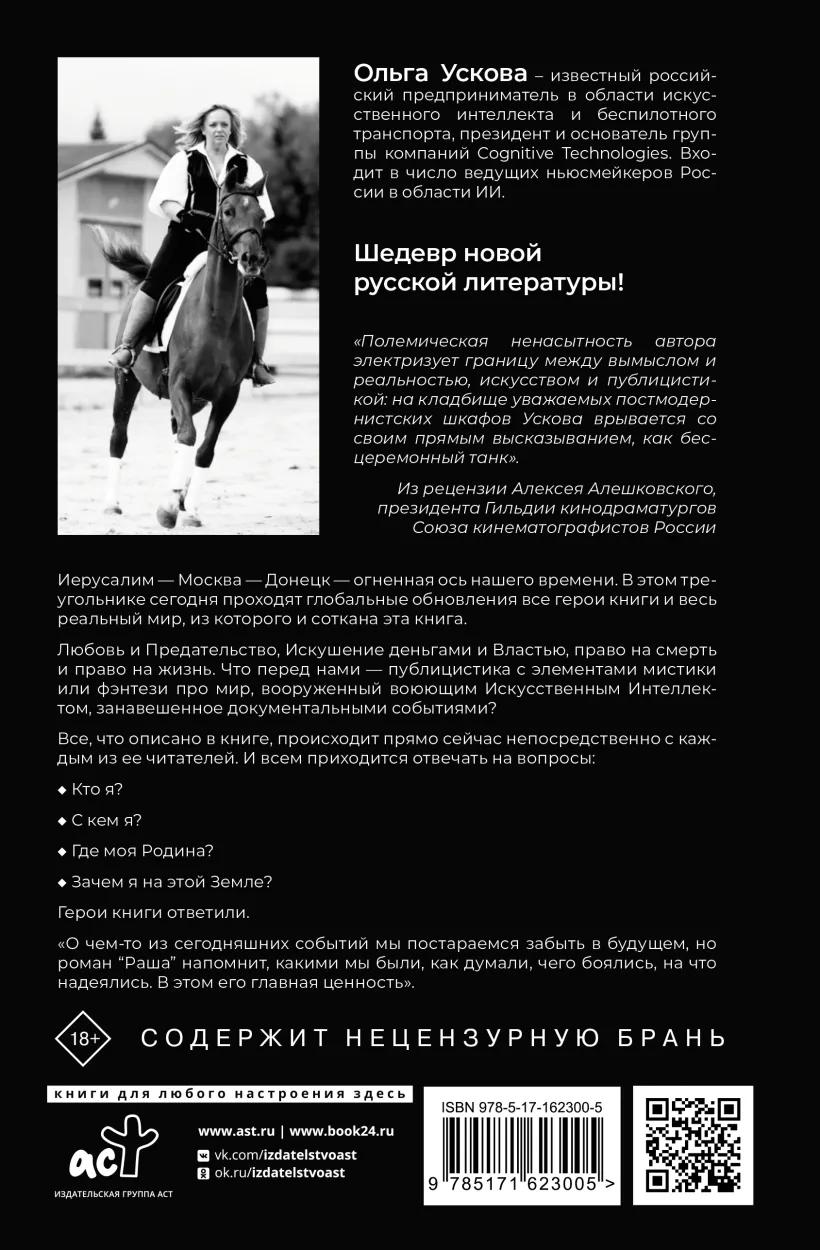 Ольга Ускова – известный россий-
ский предприниматель в области искус-
ственного интеллекта и беспилотного
транспорта, президент и основатель груп-
пы компаний Cognitive Technologies. Вхо-
дит в число ведущих ньюсмейкеров Рос-
сии в области ИИ.
Шедевр новой
русской литературы!
«Полемическая ненасытность автора
электризует границу между вымыслом и
реальностью, искусством и публицисти-
кой: на кладбище уважаемых постмодер-
нистских шкафов Ускова врывается со
своим прямым высказыванием, как бес-
церемонный танк».
Из рецензии Алексея Алешковского,
президента Гильдии кинодраматургов
Союза кинематографистов России
Иерусалим — Москва — Донецк — огненная ось нашего времени. В этом тре-
угольнике сегодня проходят глобальные обновления все герои книги и весь
реальный мир, из которого и соткана эта книга.
Любовь и Предательство, Искушение деньгами и Властью, право на смерть
и право на жизнь. Что перед нами — публицистика с элементами мистики
или фэнтези про мир, вооруженный воюющим Искусственным Интеллек-
том, занавешенное документальными событиями?
Все, что описано в книге, происходит прямо сейчас непосредственно с каж-
дым из ее читателей. И всем приходится отвечать на вопросы:
◆ Кто я?
◆ С кем я?
◆ Где моя Родина?
◆ Зачем я на этой Земле?
Герои книги ответили.
«О чем-то из сегодняшних событий мы постараемся забыть в будущем, но
роман “Раша” напомнит, какими мы были, как думали, чего боялись, на что
надеялись. В этом его главная ценность».
18+ СОДЕРЖИТ НЕЦЕНЗУРНУЮ БРАНЬ
книги для любого настроения здесь
аст
ИЗДАТЕЛЬСКАЯ ГРУППА АСТ
www.ast.ru | www.book24.ru
vk.com/izdatelstvoast
ok.ru/izdatelstvoast
ISBN 978-5-17-162300-5
9 785171 623005 >